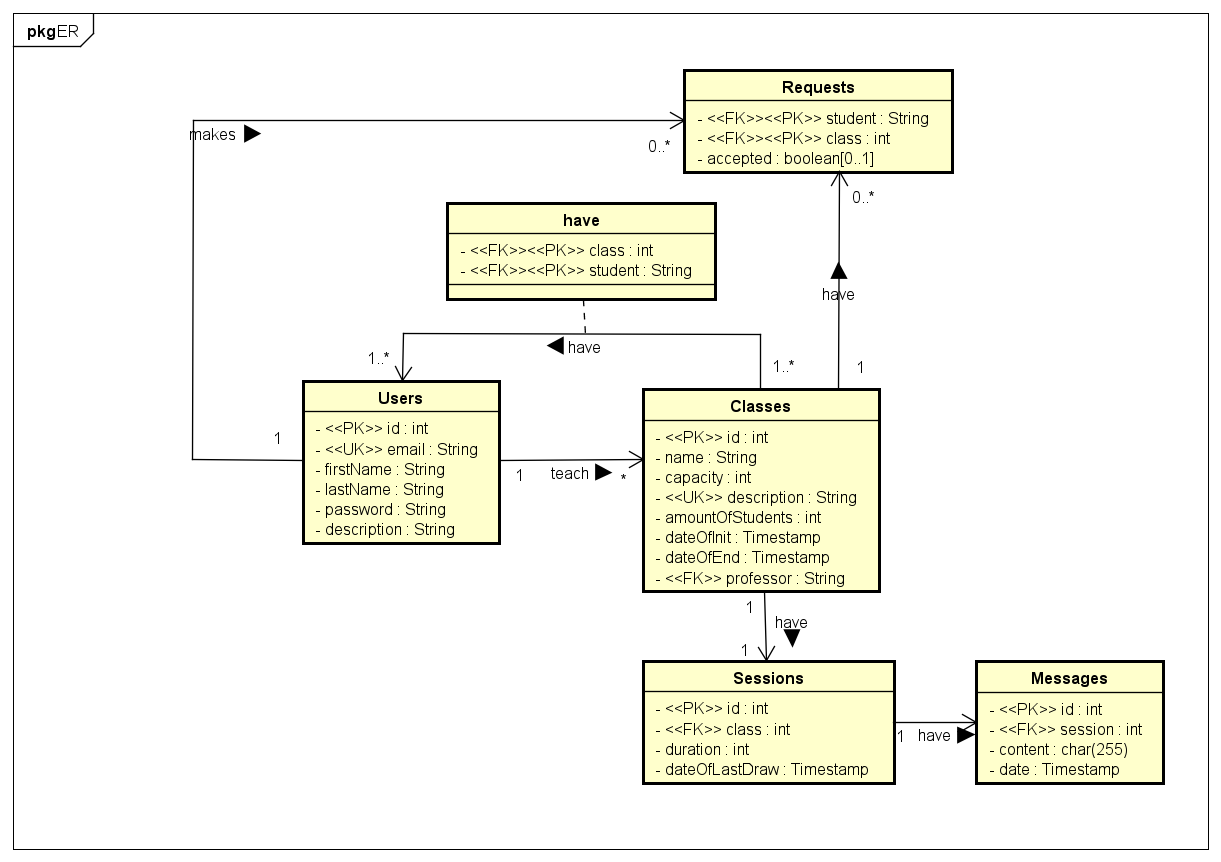 pkgER
Requests
- <<FK>><<PK>> student : String
- <<FK>><<PK>> class : int
- accepted : boolean[0..1]
makes
0..*
0..*
have
- <<FK>><<PK>> class : int
- <<FK>><<PK>> student : String
have
have
1..*
1..*
1
Users
- <<PK>> id : int
- <<UK>> email : String
- firstName : String
- lastName : String
- password : String
- description : String
1
1
teach
*
Classes
- <<PK>> id : int
- name : String
- capacity : int
- <<UK>> description : String
- amountOfStudents : int
- dateOfInit : Timestamp
- dateOfEnd : Timestamp
- <<FK>> professor : String
1
have
1
Sessions
- <<PK>> id : int
- <<FK>> class : int
- duration : int
- dateOfLastDraw : Timestamp
1
have
Messages
- <<PK>> id : int
- <<FK>> session : int
- content : char(255)
- date : Timestamp